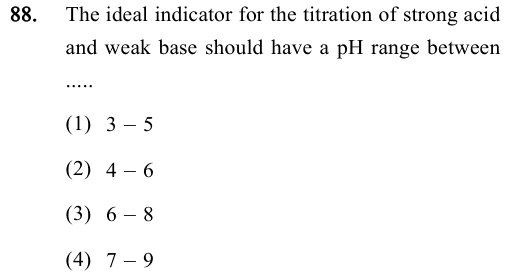 88. The ideal indicator for the titration of strong acid
and weak base should have a pH range between
.....
(1) 3 – 5
(2) 4 – 6
(3) 6 – 8
(4) 7 – 9